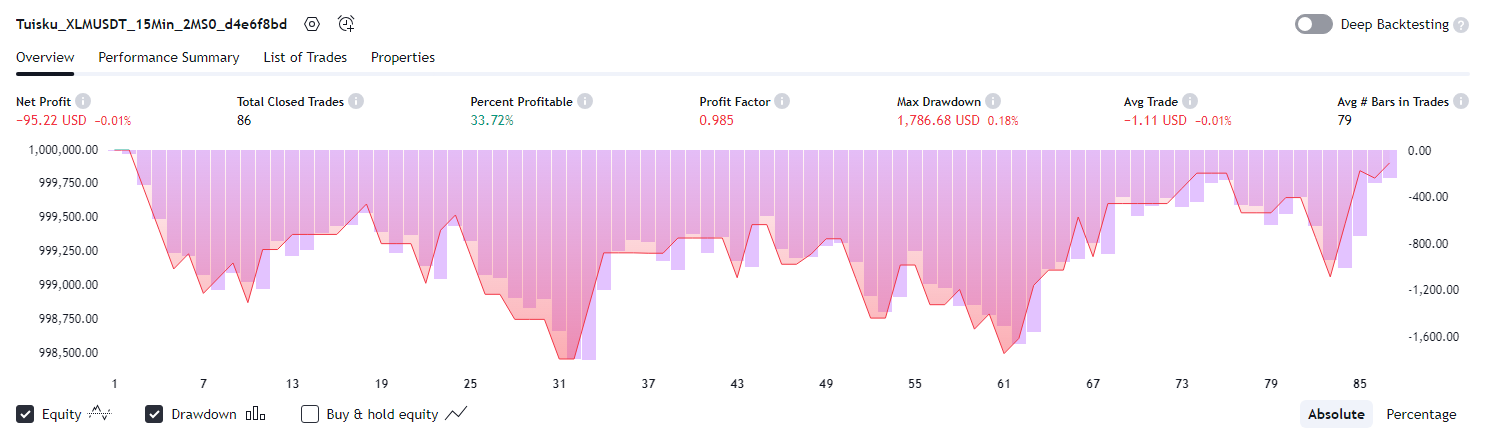 Tuisku_XLMUSDT_15Min_2MS0_d4e6f8bd Deep Backtesting ?
Overview Performance Summary List of Trades Properties
Net Profit i Total Closed Trades i Percent Profitable i Profit Factor i Max Drawdown i Avg Trade i Avg # Bars in Trades i
−95.22 USD −0.01% 86 33.72% 0.985 1,786.68 USD 0.18% −1.11 USD −0.01% 79
1,000,000.00 0.00
999,750.00
-400.00
999,500.00
-800.00
999,250.00
999,000.00 -1,200.00
998,750.00
-1,600.00
998,500.00
1 7 13 19 25 31 37 43 49 55 61 67 73 79 85
Equity Drawdown Buy & hold equity Absolute Percentage